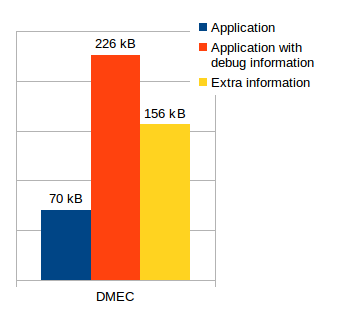 226 kB
156 kB
70 kB
DMEC
Application
Application with
debug information
Extra information